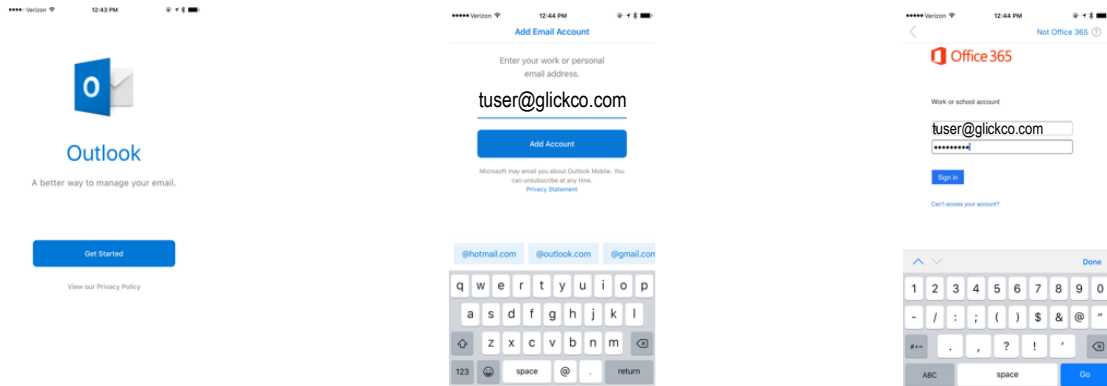 Verizon 12:43 PM
O
Outlook
A better way to manage your email.
Get Started
View our Privacy Policy
Verizon 12:44 PM
Add Email Account
Enter your work or personal
email address.
tuser@glickco.com
Add Account
Microsoft may email you about Outlook Mobile. You
can unsubscribe at any time.
Privacy Statement
@hotmail.com @outlook.com @gmail.con
q w e r t y u i o p
a s d f g h j k l
z x c v b n m
123 space @ . return
Verizon 12:44 PM
Not Office 365 ?
Office 365
Work or school account
tuser@glickco.com
•••••••••
Sign in
Can't access your account?
Done
1 2 3 4 5 6 7 8 9 0
- / : ; ( ) $ & @ "
#+= . , ? ! '
ABC space Go